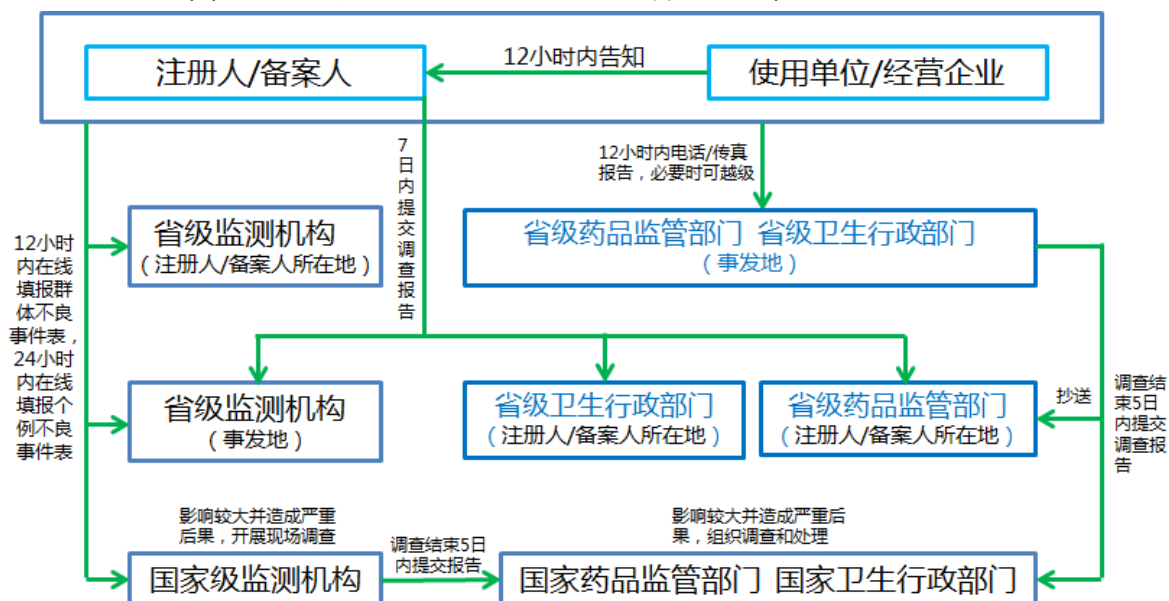 注册人/备案人
12小时内告知
使用单位/经营企业
7
日
内
提
交
调
查
报
告
12小时内电话/传真
报告，必要时可越级
12小时
内在线
填报群
体不良
事件表，
24小时
内在线
填报个
例不良
事件表
省级监测机构
（注册人/备案人所在地）
省级药品监管部门 省级卫生行政部门
（事发地）
省级监测机构
（事发地）
省级卫生行政部门
（注册人/备案人所在地）
省级药品监管部门
（注册人/备案人所在地）
抄送
调查结
束5日
内提交
调查报
告
影响较大并造成严重
后果，开展现场调查
国家级监测机构
调查结束5日
内提交报告
影响较大并造成严重后
果，组织调查和处理
国家药品监管部门 国家卫生行政部门